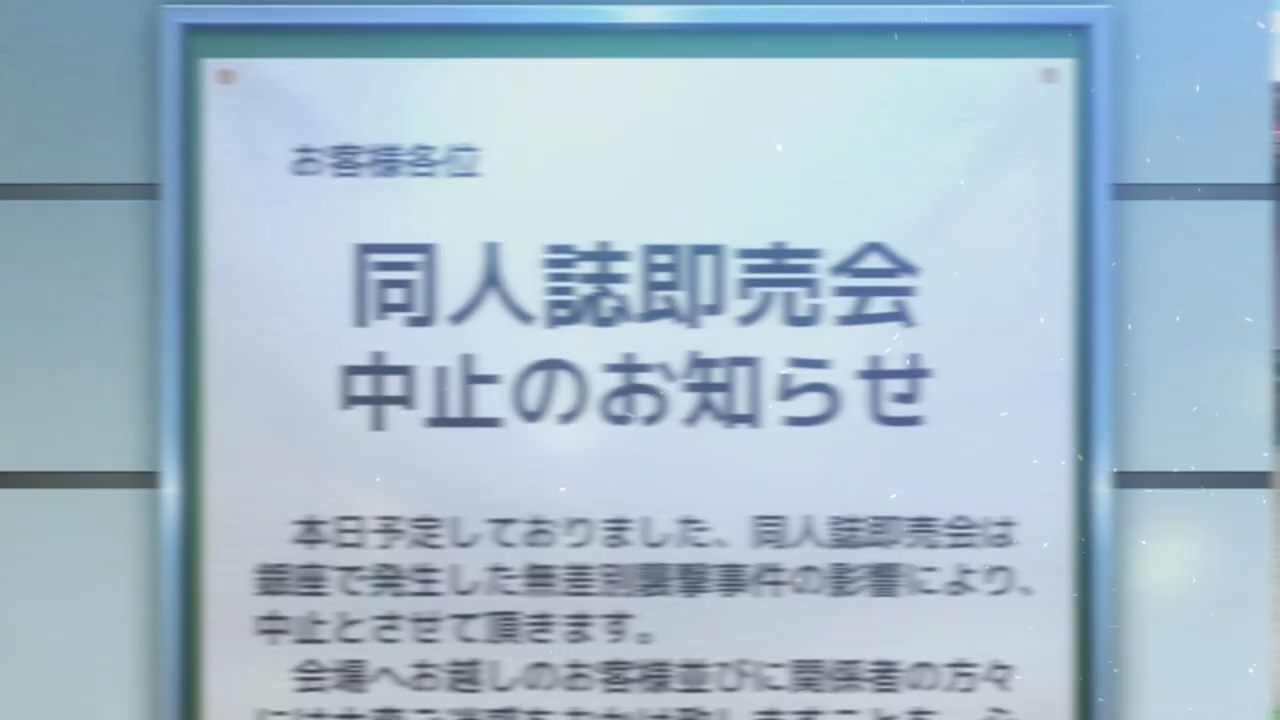 お客様各位
同人誌即売会
中止のお知らせ
本日予定しておりました、同人誌即売会は
銀座で発生した無差別襲撃事件の影響により、
中止とさせて頂きます。
会場へお越しのお客様並びに関係者の方々